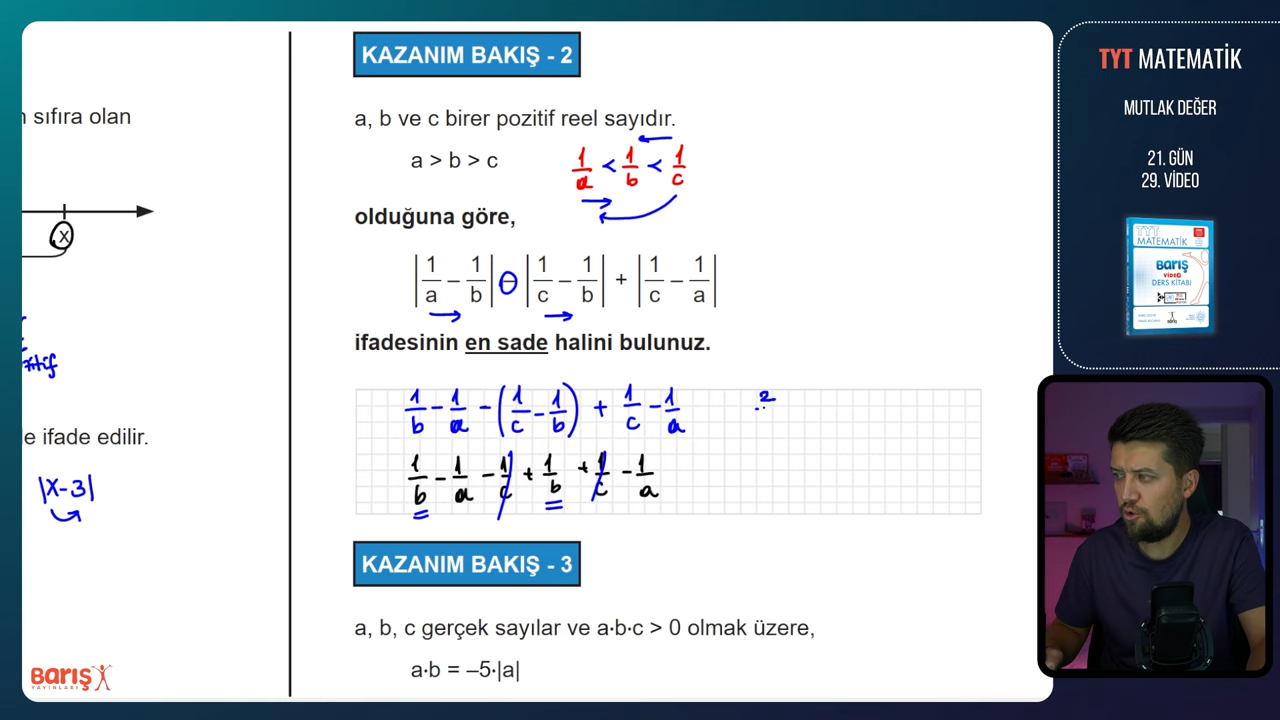 KAZANIM BAKIŞ - 2
sıfıra olan
a, b ve c birer pozitif reel sayıdır.
a > b > c
1/a < 1/b < 1/c
x
olduğuna göre,
|1/a − 1/b| − |1/c − 1/b| + |1/c − 1/a|
ifadesinin en sade halini bulunuz.
1/b − 1/a − (1/c − 1/b) + 1/c − 1/a
2
e ifade edilir.
1/b − 1/a − 1/c + 1/b + 1/c − 1/a
|x-3|
KAZANIM BAKIŞ - 3
a, b, c gerçek sayılar ve a·b·c > 0 olmak üzere,
a·b = –5·|a|
BARIŞ
YAYINLARI
TYT MATEMATİK
MUTLAK DEĞER
21. GÜN
29. VİDEO
TYT
MATEMATİK
BARIŞ
VİDEO
DERS KİTABI